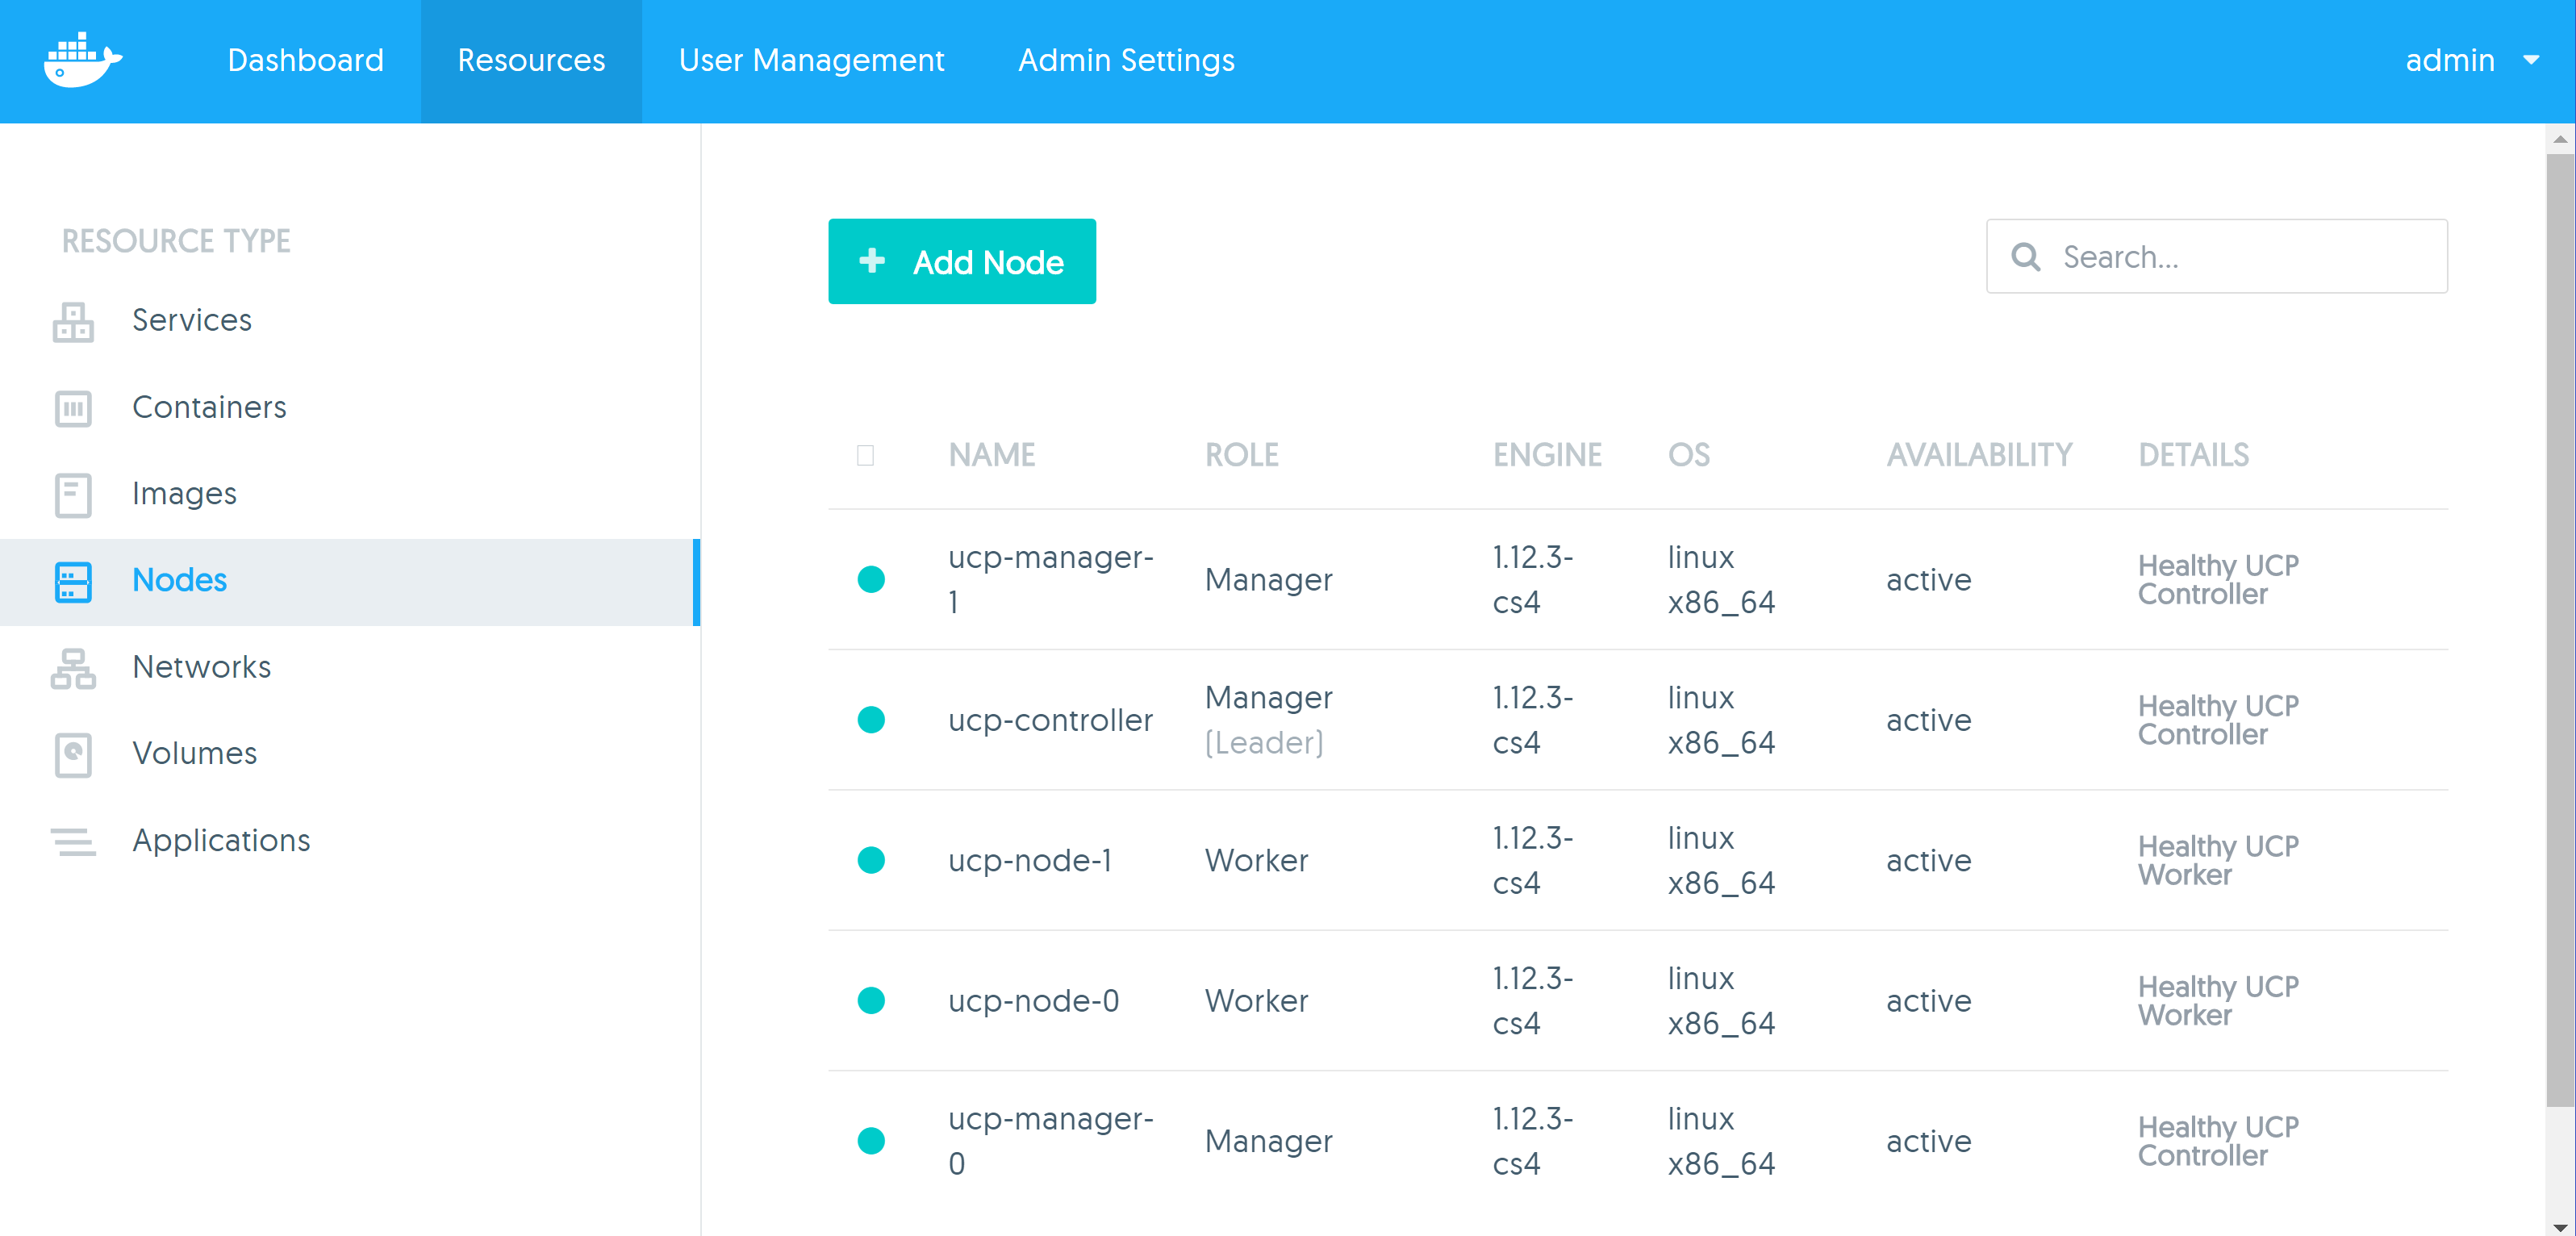 Dashboard Resources User Management Admin Settings admin
RESOURCE TYPE
Services
Containers
Images
Nodes
Networks
Volumes
Applications
Add Node
Search...
NAME ROLE ENGINE OS AVAILABILITY DETAILS
ucp-manager-
1
Manager
1.12.3-
cs4
linux
x86_64
active
Healthy UCP
Controller
ucp-controller
Manager
(Leader)
1.12.3-
cs4
linux
x86_64
active
Healthy UCP
Controller
ucp-node-1
Worker
1.12.3-
cs4
linux
x86_64
active
Healthy UCP
Worker
ucp-node-0
Worker
1.12.3-
cs4
linux
x86_64
active
Healthy UCP
Worker
ucp-manager-
0
Manager
1.12.3-
cs4
linux
x86_64
active
Healthy UCP
Controller